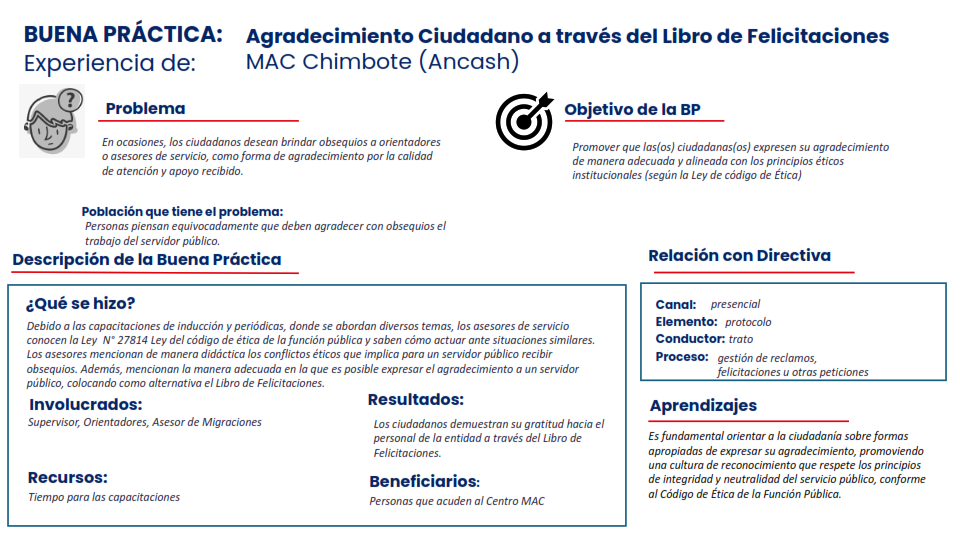 BUENA PRÁCTICA: Agradecimiento Ciudadano a través del Libro de Felicitaciones
Experiencia de: MAC Chimbote (Ancash)
?
Problema
En ocasiones, los ciudadanos desean brindar obsequios a orientadores
o asesores de servicio, como forma de agradecimiento por la calidad
de atención y apoyo recibido.
Objetivo de la BP
Promover que las(os) ciudadanas(os) expresen su agradecimiento
de manera adecuada y alineada con los principios éticos
institucionales (según la Ley de código de Ética)
Población que tiene el problema:
Personas piensan equivocadamente que deben agradecer con obsequios el
trabajo del servidor público.
Descripción de la Buena Práctica
¿Qué se hizo?
Debido a las capacitaciones de inducción y periódicas, donde se abordan diversos temas, los asesores de servicio
conocen la Ley N° 27814 Ley del código de ética de la función pública y saben cómo actuar ante situaciones similares.
Los asesores mencionan de manera didáctica los conflictos éticos que implica para un servidor público recibir
obsequios. Además, mencionan la manera adecuada en la que es posible expresar el agradecimiento a un servidor
público, colocando como alternativa el Libro de Felicitaciones.
Involucrados:
Supervisor, Orientadores, Asesor de Migraciones
Resultados:
Los ciudadanos demuestran su gratitud hacia el
personal de la entidad a través del Libro de
Felicitaciones.
Recursos:
Tiempo para las capacitaciones
Beneficiarios:
Personas que acuden al Centro MAC
Relación con Directiva
Canal: presencial
Elemento: protocolo
Conductor: trato
Proceso: gestión de reclamos,
felicitaciones u otras peticiones
Aprendizajes
Es fundamental orientar a la ciudadanía sobre formas
apropiadas de expresar su agradecimiento, promoviendo
una cultura de reconocimiento que respete los principios
de integridad y neutralidad del servicio público, conforme
al Código de Ética de la Función Pública.